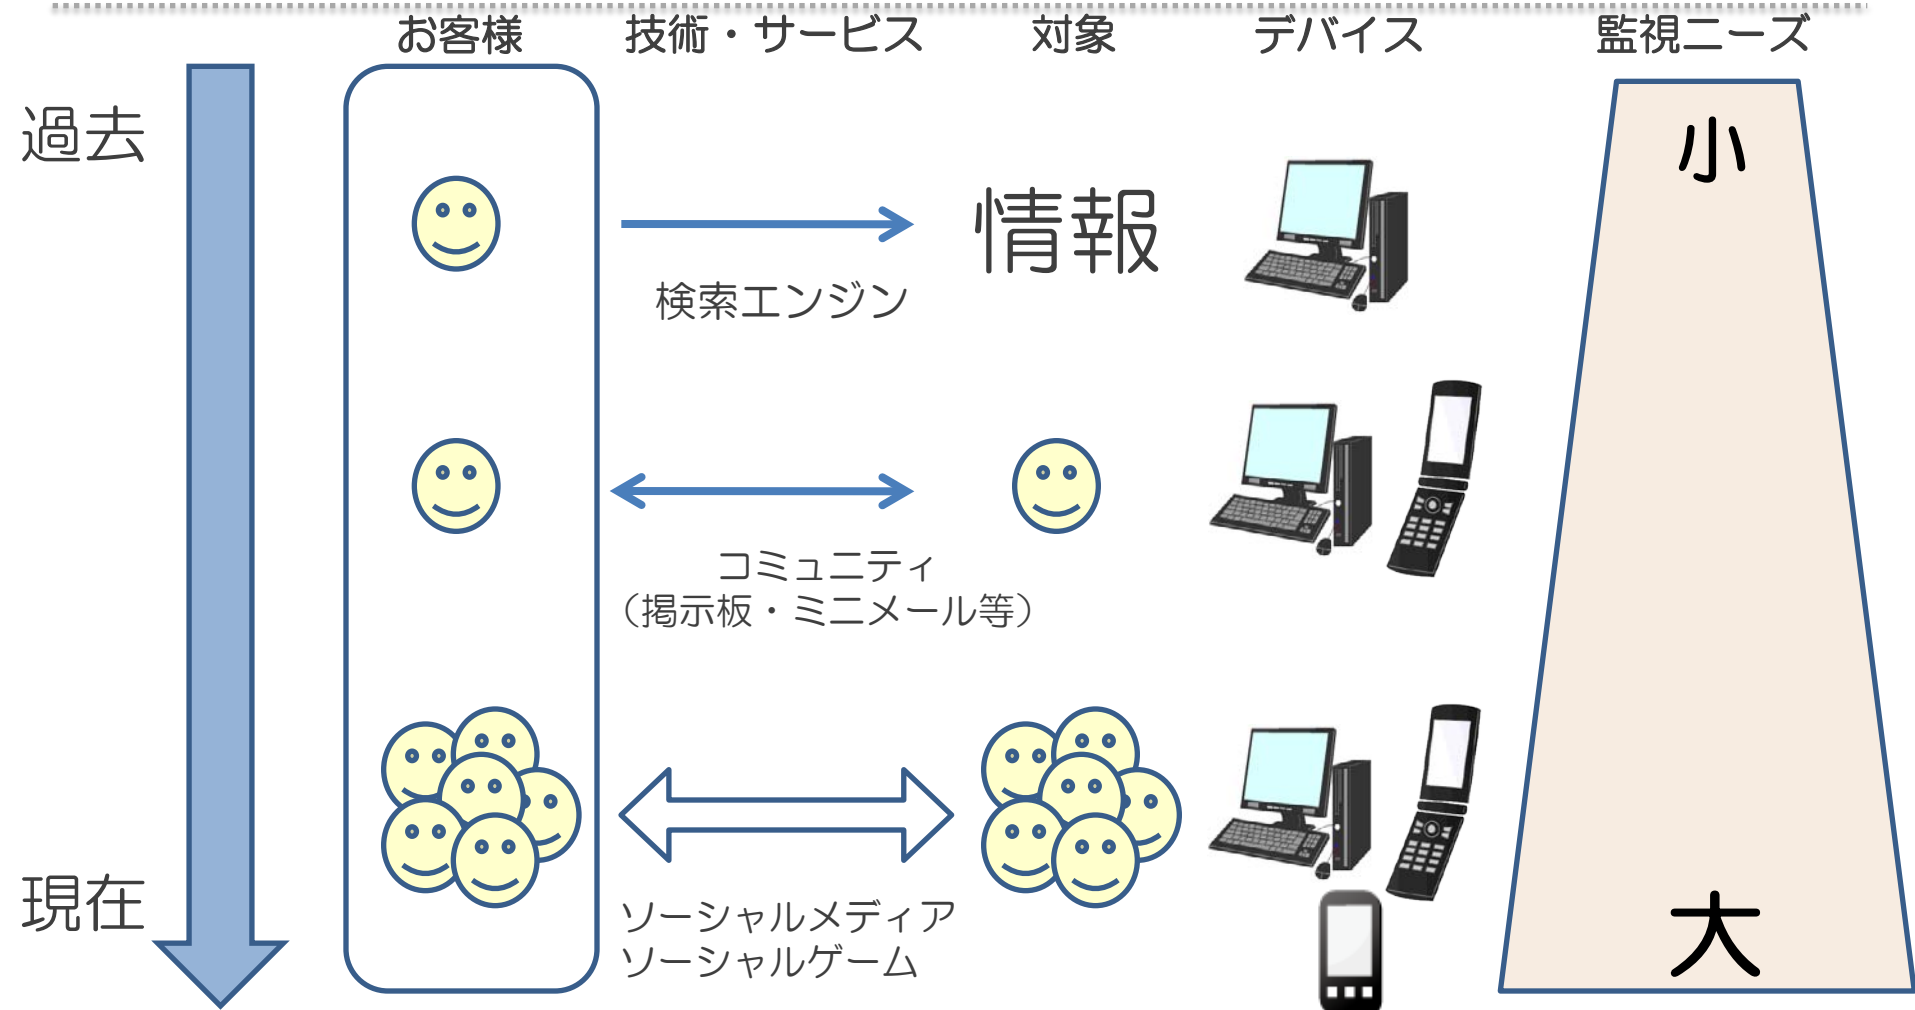 お客様 技術・サービス 対象 デバイス 監視ニーズ
過去
小
情報
検索エンジン
コミュニティ
（掲示板・ミニメール等）
現在
大
ソーシャルメディア
ソーシャルゲーム